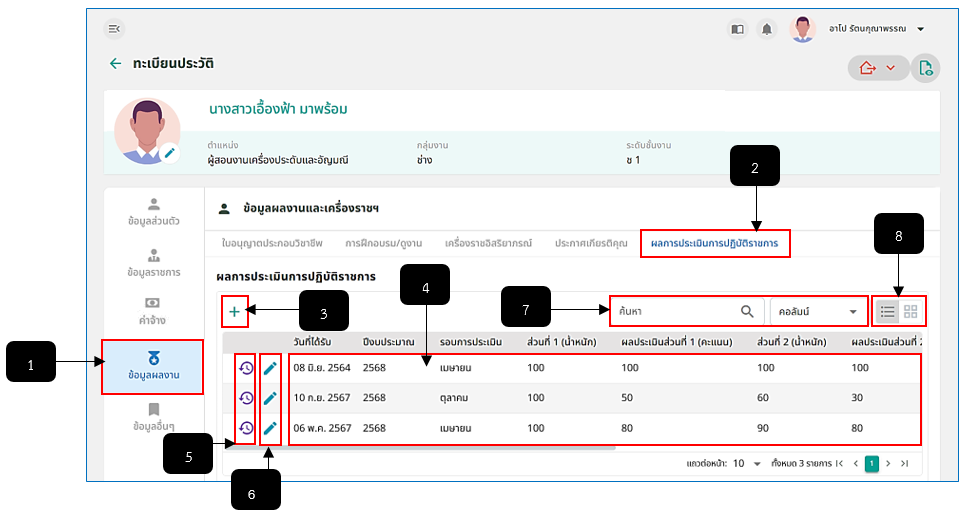 อาโป รัตนกุณาพรรณ
ทะเบียนประวัติ
นางสาวเอื้องฟ้า มาพร้อม
ตำแหน่ง กลุ่มงาน ระดับชั้นงาน
ผู้สอนงานเครื่องประดับและอัญมณี ช่าง ช 1
2
ข้อมูลส่วนตัว
ข้อมูลผลงานและเครื่องราชฯ
8
ใบอนุญาตประกอบวิชาชีพ การฝึกอบรม/ดูงาน เครื่องราชอิสริยาภรณ์ ประกาศเกียรติคุณ ผลการประเมินการปฏิบัติราชการ
ข้อมูลราชการ
ผลการประเมินการปฏิบัติราชการ
4
3
7
ค้นหา คอลัมน์
ค่าจ้าง
วันที่ได้รับ ปีงบประมาณ รอบการประเมิน ส่วนที่ 1 (น้ำหนัก) ผลประเมินส่วนที่ 1 (คะแนน) ส่วนที่ 2 (น้ำหนัก) ผลประเมินส่วนที่ 2
1
ข้อมูลผลงาน
08 มิ.ย. 2564 2568 เมษายน 100 100 100 100
10 ก.ย. 2567 2568 ตุลาคม 100 50 60 30
ข้อมูลอื่นๆ
06 พ.ค. 2567 2568 เมษายน 100 80 90 80
5
แถวต่อหน้า: 10 ทั้งหมด 3 รายการ 1
6